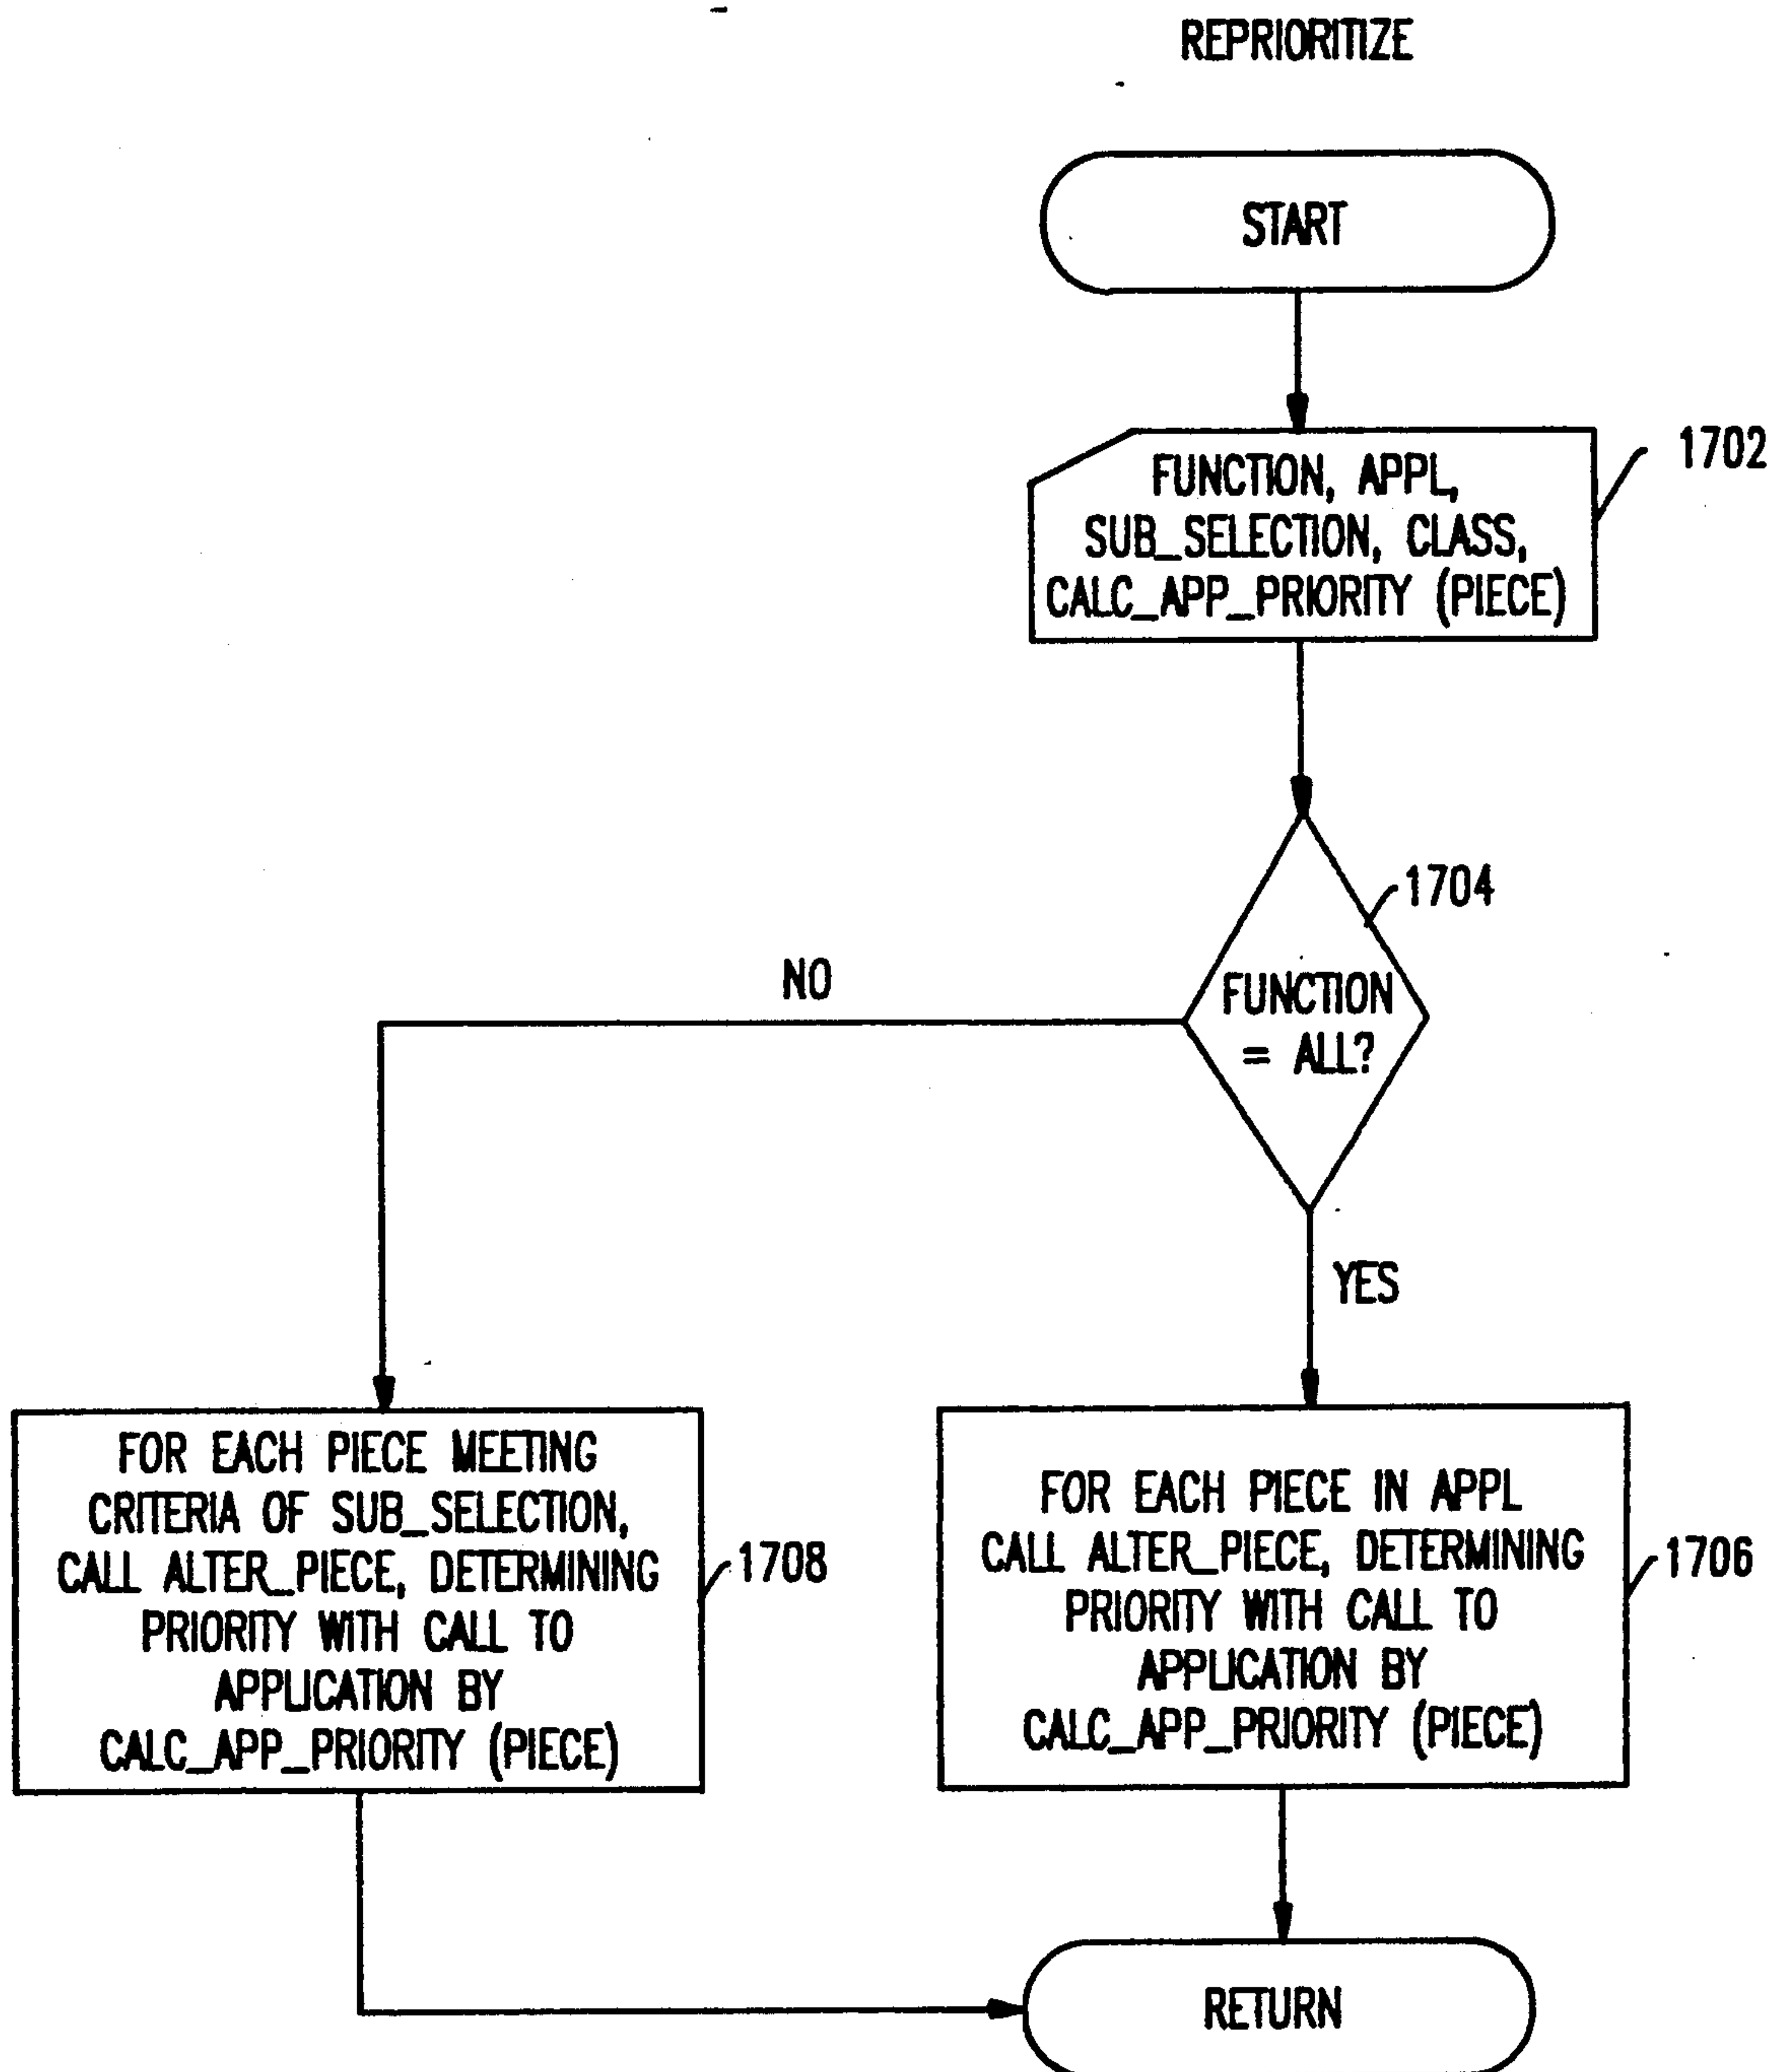 REPRIORITIZE
START
FUNCTION, APPL,
SUB_SELECTION, CLASS,
CALC_APP_PRIORITY (PIECE)
1702
1704
FUNCTION
= ALL?
NO
YES
FOR EACH PIECE MEETING
CRITERIA OF SUB_SELECTION,
CALL ALTER_PIECE, DETERMINING
PRIORITY WITH CALL TO
APPLICATION BY
CALC_APP_PRIORITY (PIECE)
1708
FOR EACH PIECE IN APPL
CALL ALTER_PIECE, DETERMINING
PRIORITY WITH CALL TO
APPLICATION BY
CALC_APP_PRIORITY (PIECE)
1706
RETURN